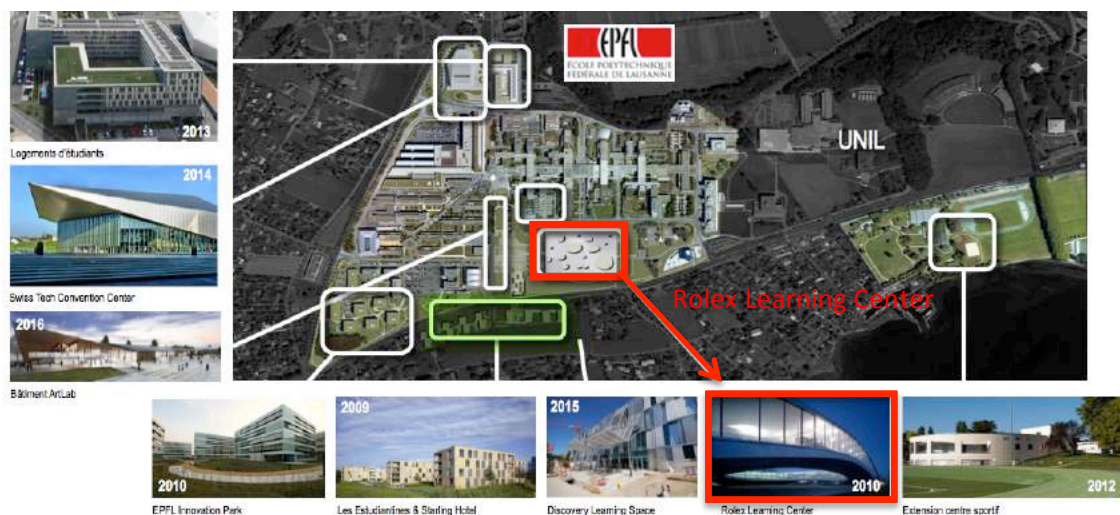 EPFL
ÉCOLE POLYTECHNIQUE
FÉDÉRALE DE LAUSANNE
UNIL
Rolex Learning Center
2013
Logements d'étudiants
2014
Swiss Tech Convention Center
2016
Bâtiment ArtLab
2010
EPFL Innovation Park
2009
Les Estudiantines & Starling Hotel
2015
Discovery Learning Space
2010
Rolex Learning Center
2012
Extension centre sportif